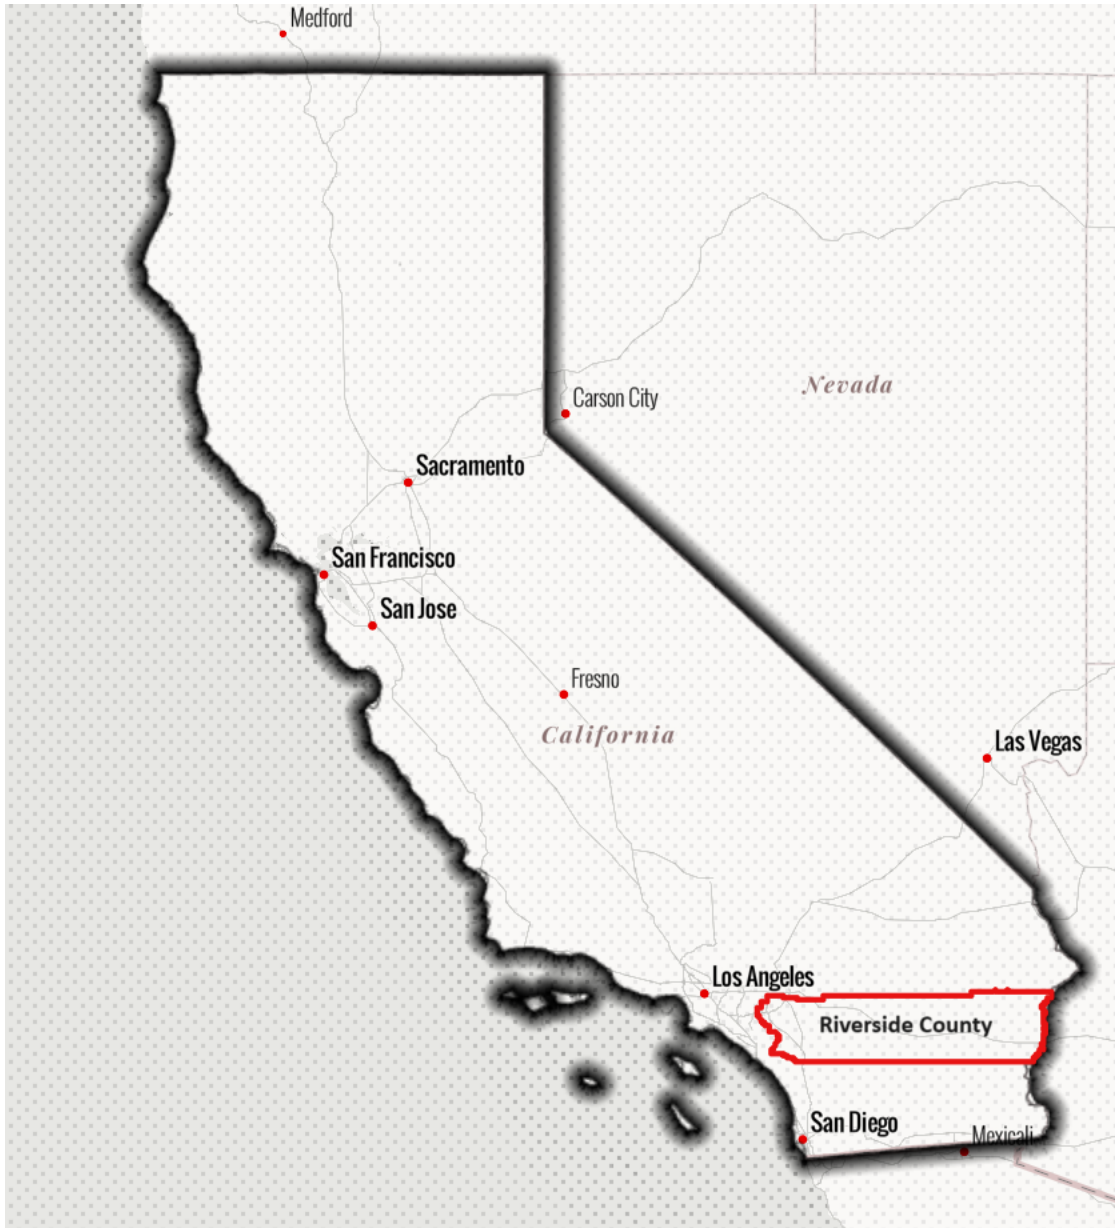 Medford
Nevada
Carson City
Sacramento
San Francisco
San Jose
Fresno
California
Las Vegas
Los Angeles
Riverside County
San Diego
Mexicali